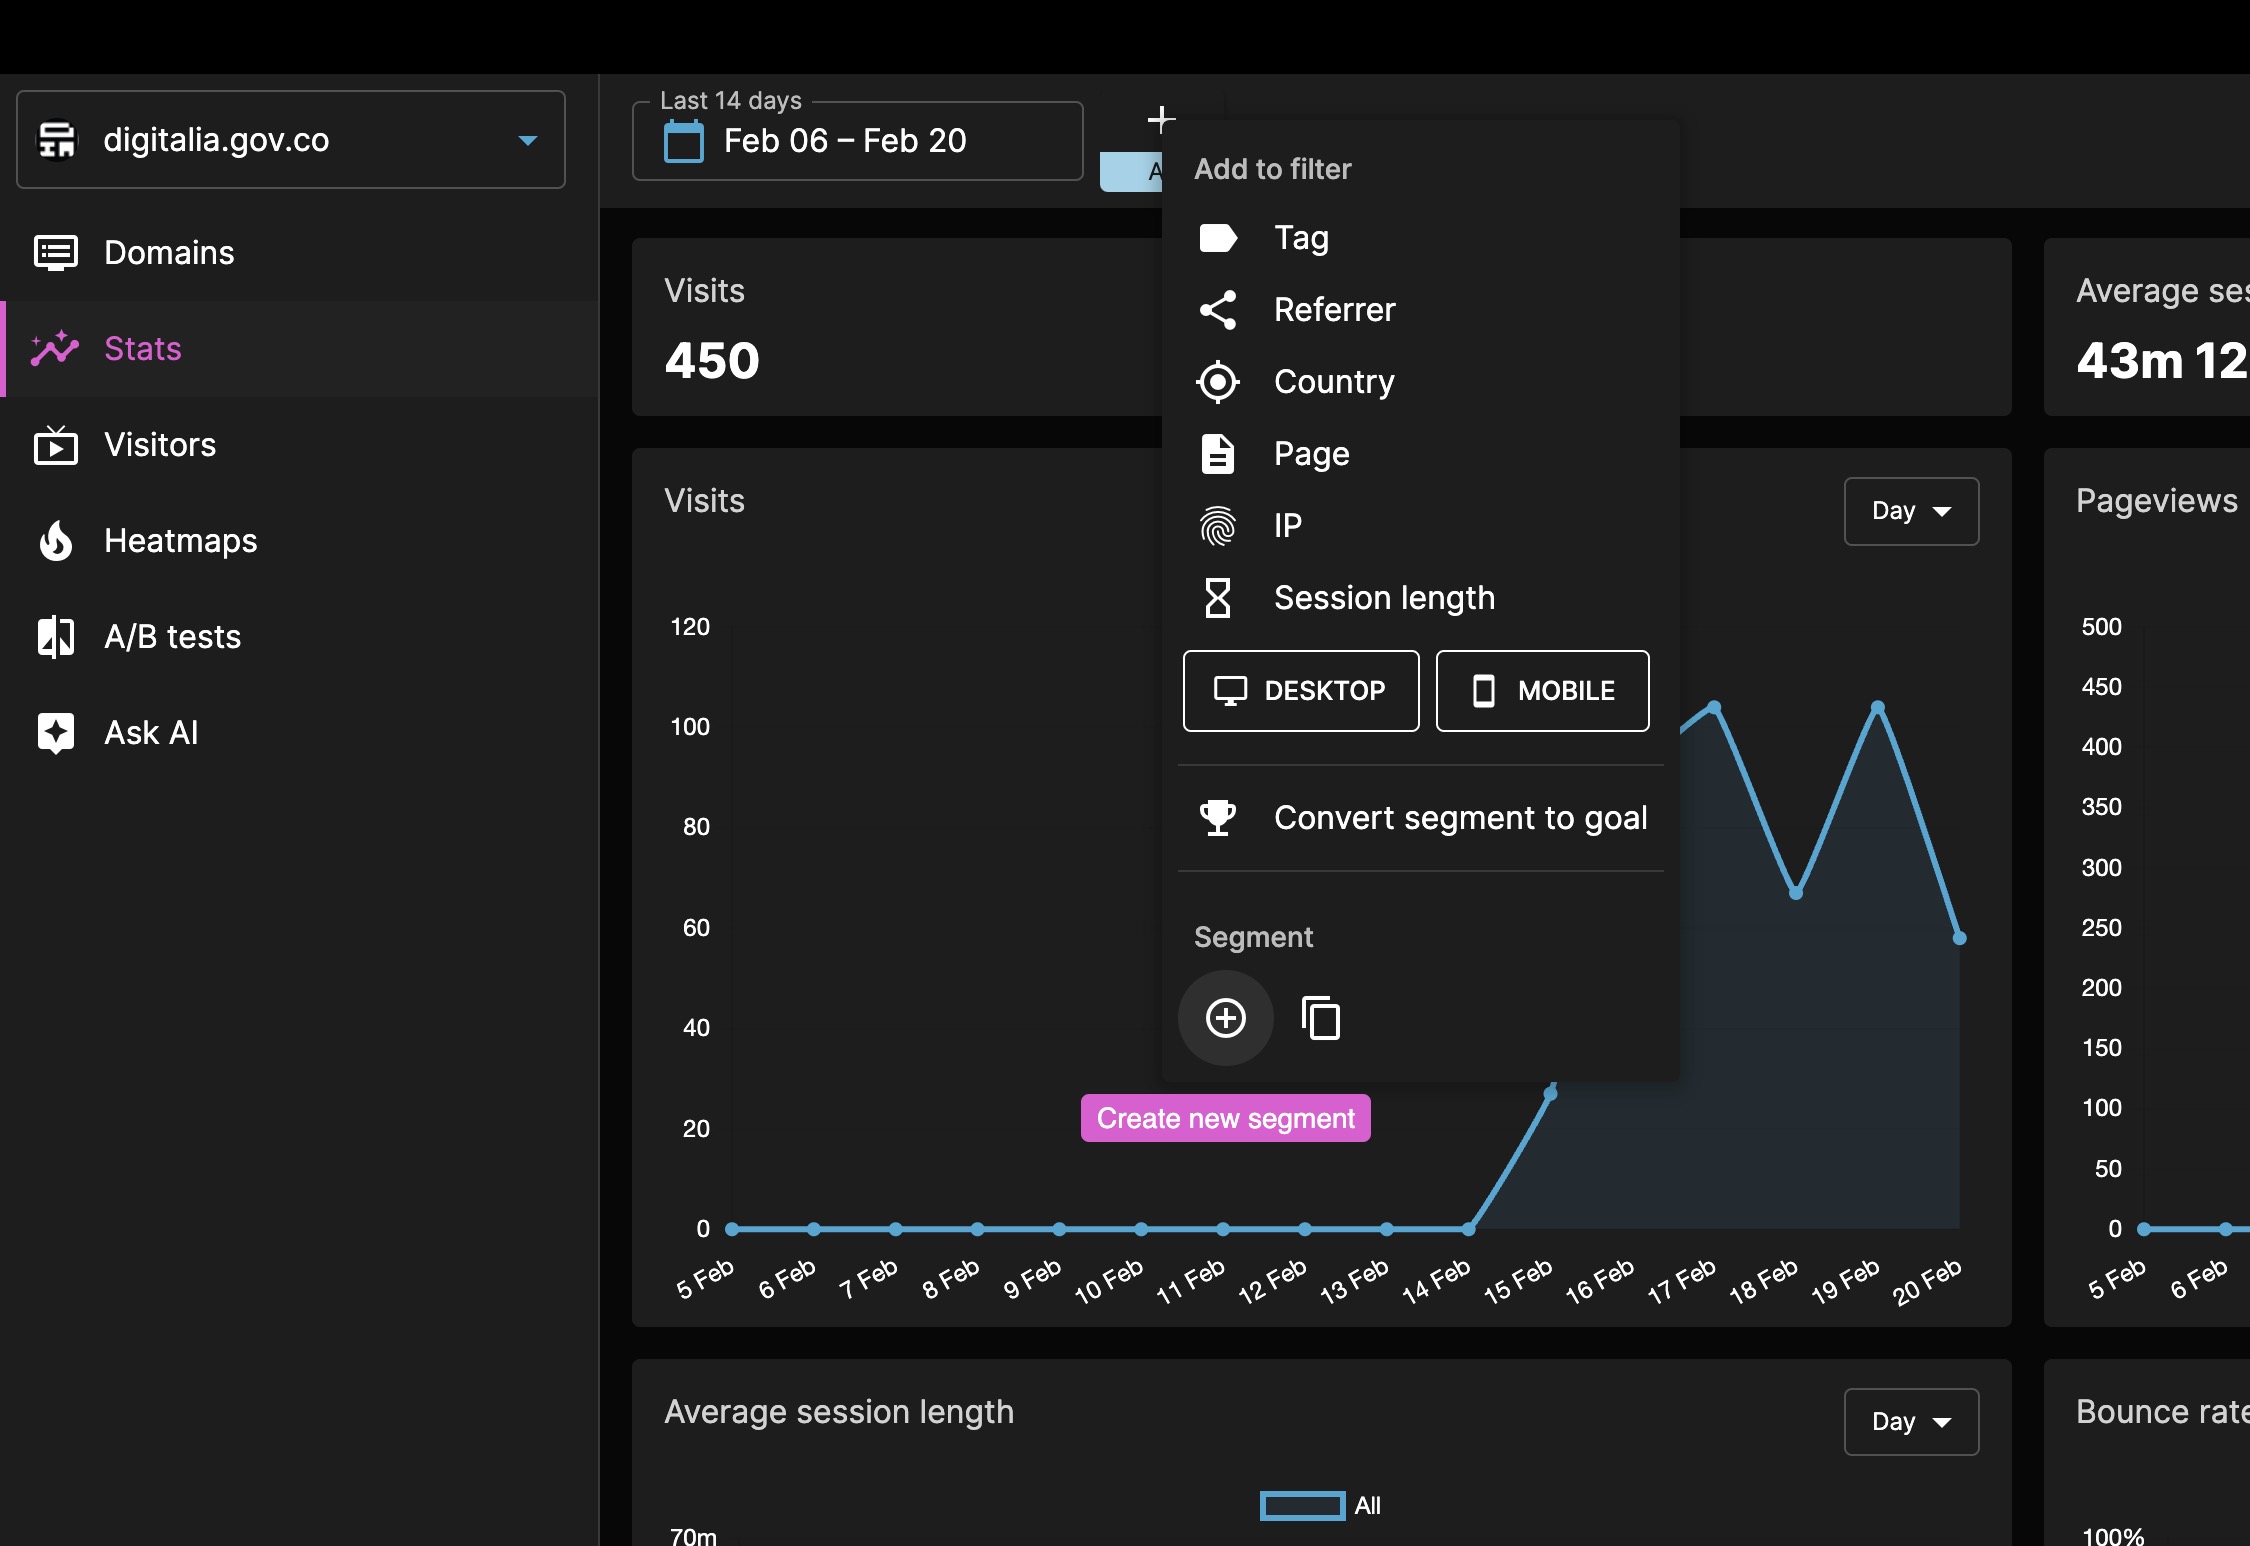 digitalia.gov.co
Domains
Stats
Visitors
Heatmaps
A/B tests
Ask AI
Last 14 days
Feb 06 – Feb 20
Add to filter
Tag
Referrer
Country
Page
IP
Session length
DESKTOP
MOBILE
Convert segment to goal
Segment
Create new segment
Visits
450
Average
43m 12
Visits
Day
120
100
80
60
40
20
0
5 Feb
6 Feb
7 Feb
8 Feb
9 Feb
10 Feb
11 Feb
12 Feb
13 Feb
14 Feb
15 Feb
16 Feb
17 Feb
18 Feb
19 Feb
20 Feb
Pageviews
500
450
400
350
300
250
200
150
100
50
0
5 Feb
6 Feb
Average session length
Day
All
70m
Bounce rate
100%